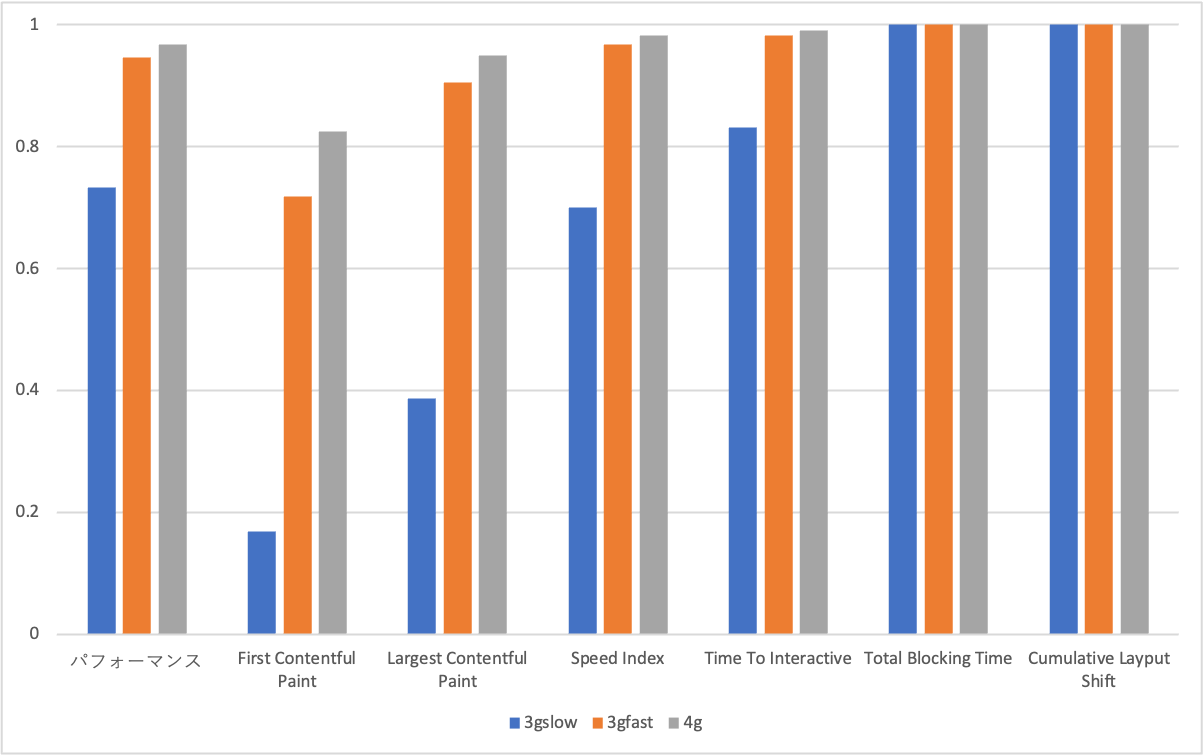 1
0.8
0.6
0.4
0.2
0
パフォーマンス
First Contentful
Paint
Largest Contentful
Paint
Speed Index
Time To Interactive
Total Blocking Time
Cumulative Layput
Shift
3gslow 3gfast 4g